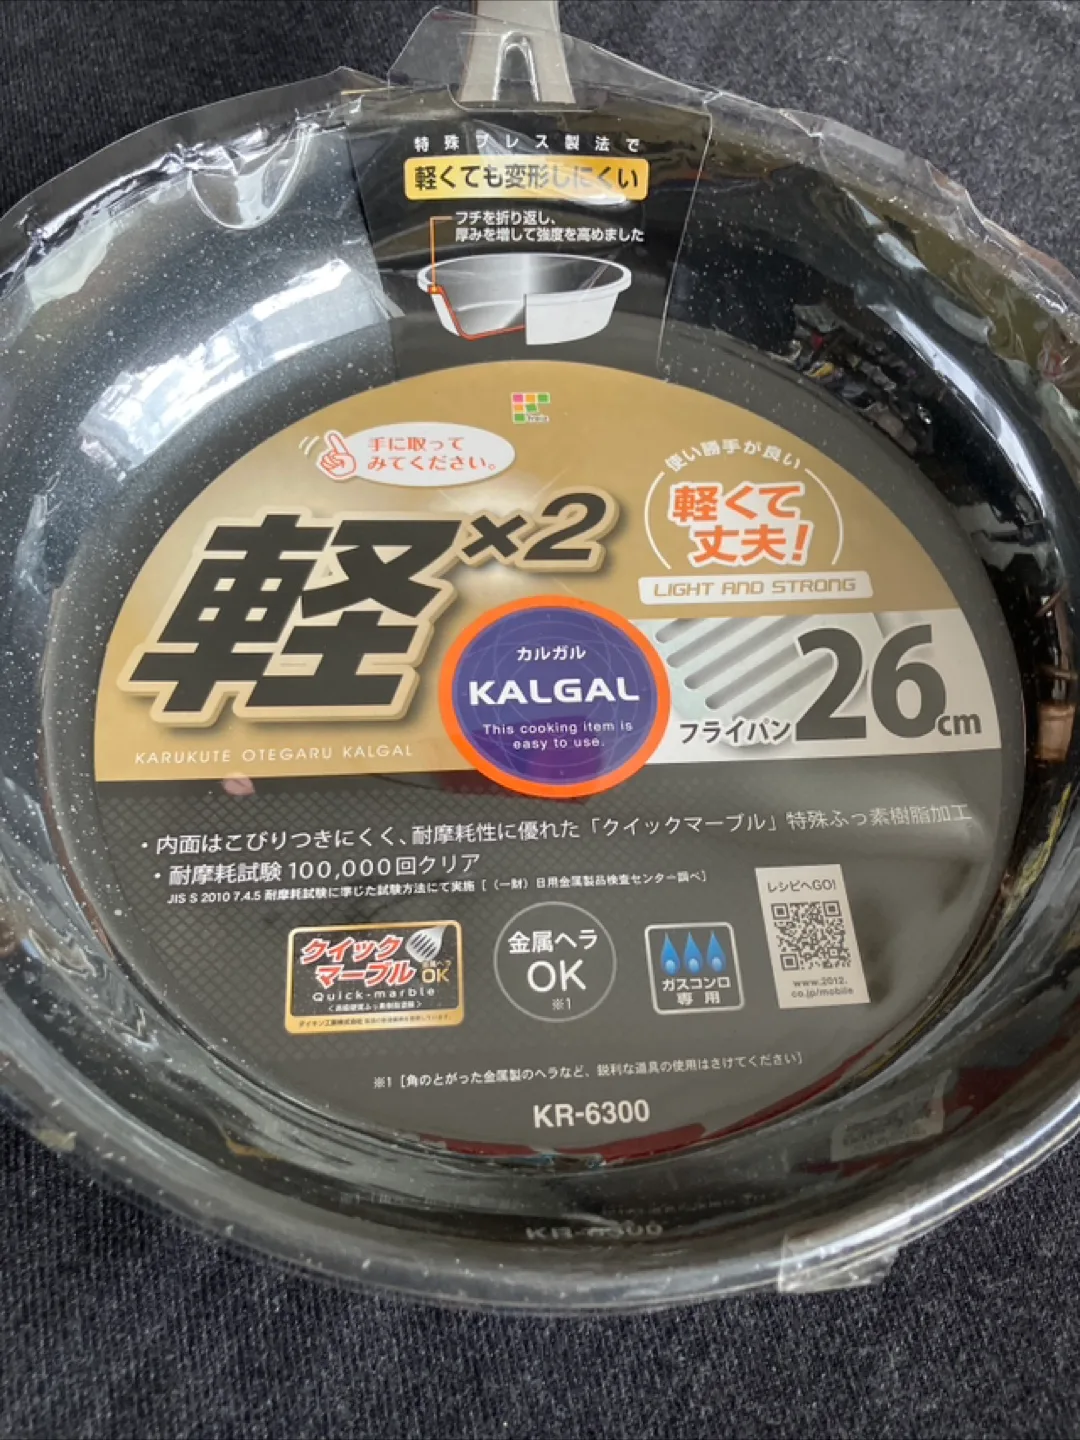 特殊プレス製法で
軽くても変形しにくい
フチを折り返し、
厚みを増して強度を高めました
手に取って
みてください。
使い勝手が良い
軽くて
丈夫!
LIGHT AND STRONG
軽×2
カルガル
KALGAL
This cooking item is
easy to use.
フライパン26cm
KARUKUTE OTEGARU KALGAL
・内面はこびりつきにくく、耐摩耗性に優れた「クイックマーブル」特殊ふっ素樹脂加工
・耐摩耗試験100,000回クリア
JIS S 2010 7.4.5 耐摩耗試験に準じた試験方法にて実施［（一財）日用金属製品検査センター調べ］
クイック
マーブル
金属ヘラ
OK
Quick-marble
金属ヘラ
OK
※1
ガスコンロ
専用
レシピへGO!
www.2012.
co.jp/mobile
※1［角のとがった金属製のヘラなど、鋭利な道具の使用はさけてください］
KR-6300